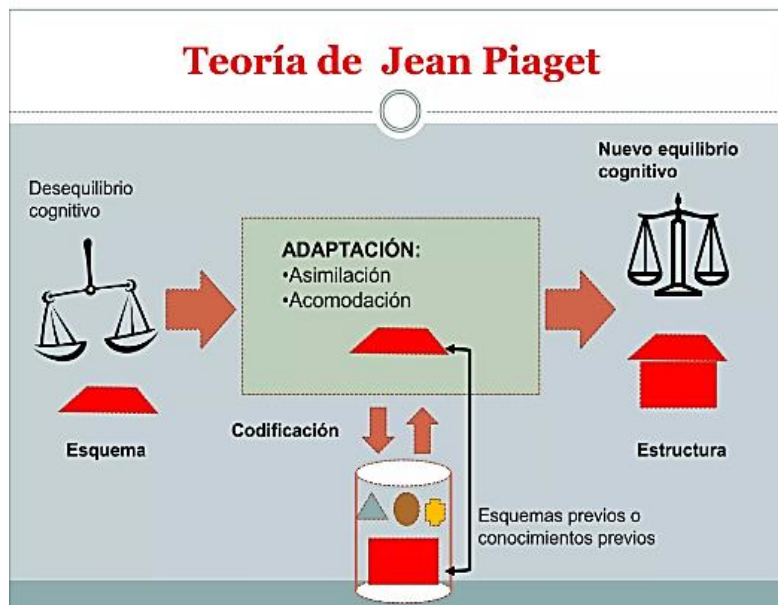 Teoría de Jean Piaget
Desequilibrio
cognitivo
Esquema
ADAPTACIÓN:
•Asimilación
•Acomodación
Codificación
Esquemas previos o
conocimientos previos
Nuevo equilibrio
cognitivo
Estructura